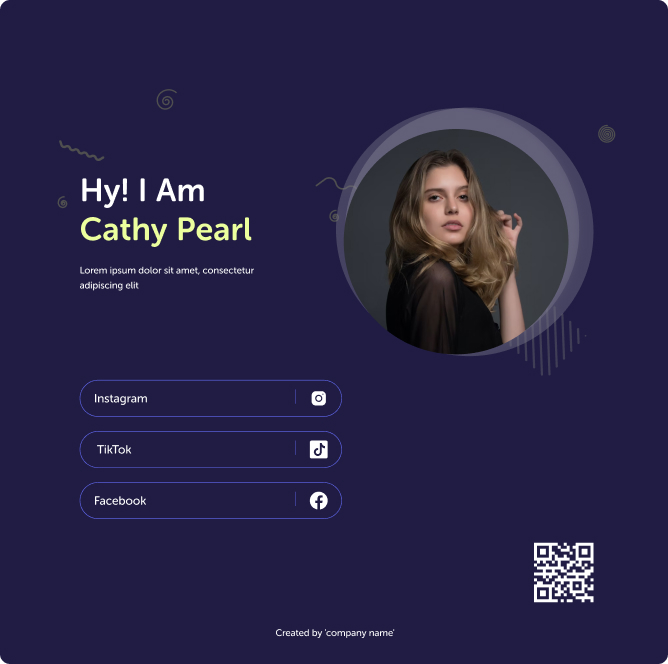 Hy! I Am
Cathy Pearl
Lorem ipsum dolor sit amet, consectetur
adipiscing elit
Instagram
TikTok
Facebook
Created by 'company name'